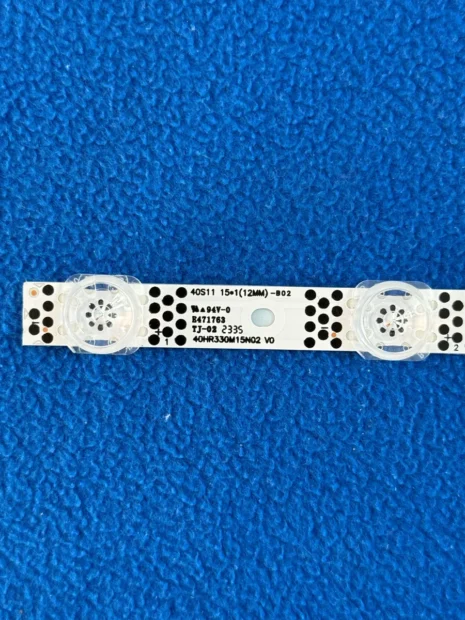 40S11 15*1(12MM)-B02
94V-0
E471763
TJ-02 2335
40HR330M15N02 V0
1
2